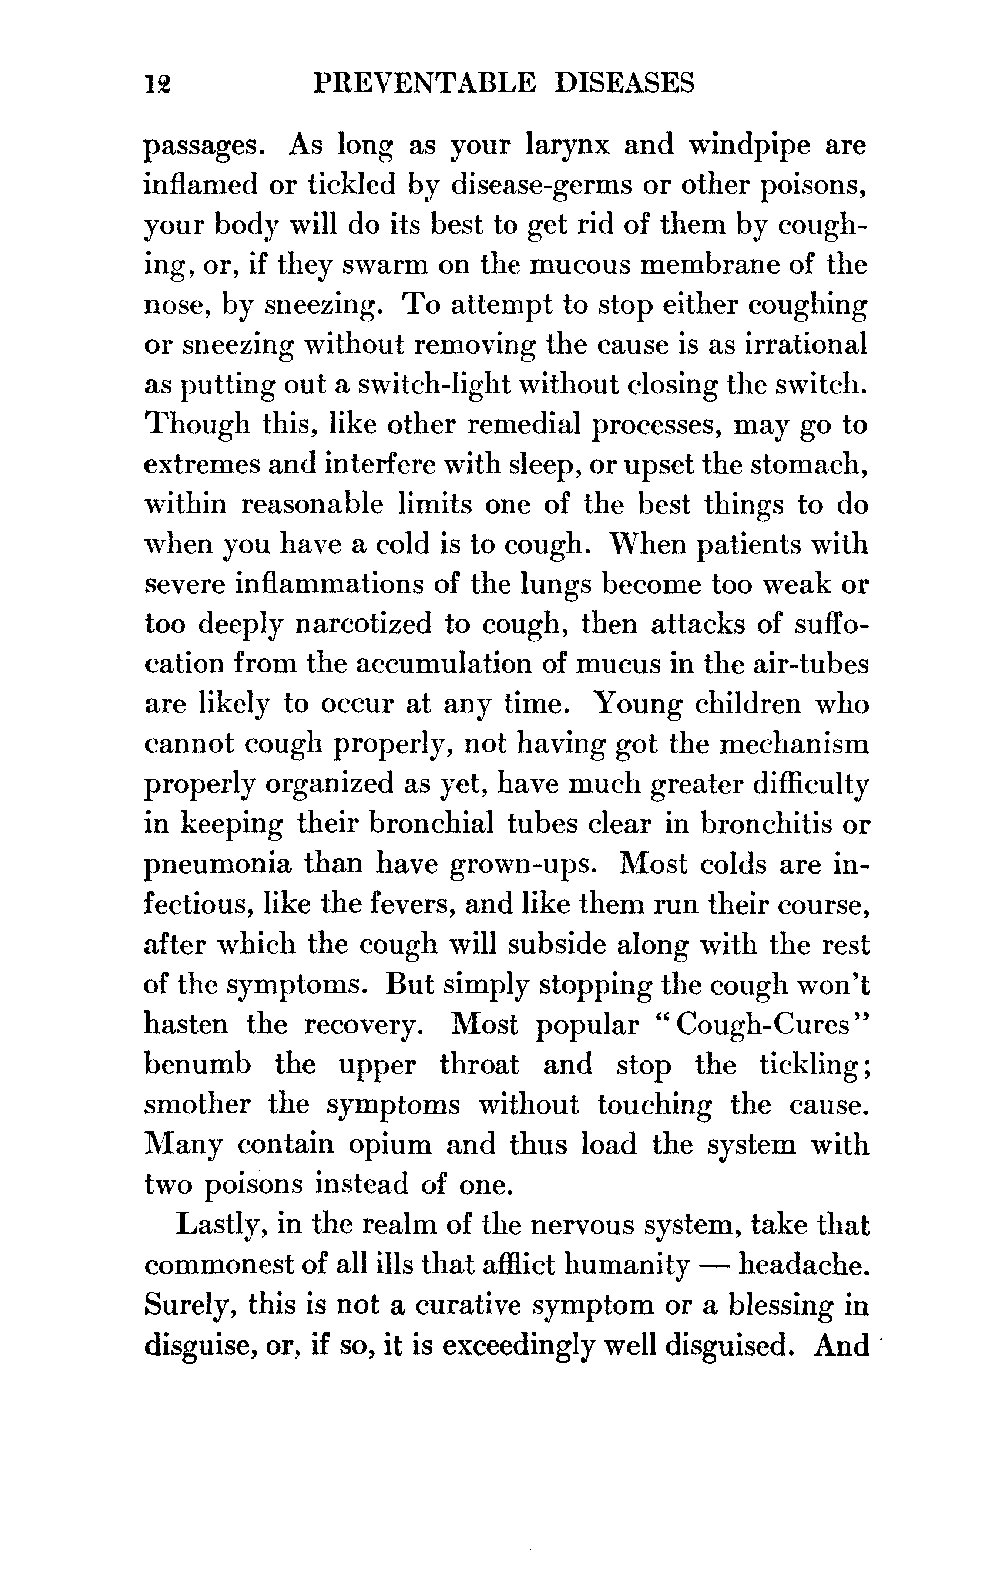 12 PREVENTABLE DISEASES
passages. As long as your larynx and windpipe are
inflamed or tickled by disease-germs or other poisons,
your body will do its best to get rid of them by cough-
ing, or, if they swarm on the mucous membrane of the
nose, by sneezing. To attempt to stop either coughing
or sneezing without removing the cause is as irrational
as putting out a switch-light without closing the switch.
Though this, like other remedial processes, may go to
extremes and interfere with sleep, or upset the stomach,
within reasonable limits one of the best things to do
when you have a cold is to cough. When patients with
severe inflammations of the lungs become too weak or
too deeply narcotized to cough, then attacks of suffo-
cation from the accumulation of mucus in the air-tubes
are likely to occur at any time. Young children who
cannot cough properly, not having got the mechanism
properly organized as yet, have much greater difficulty
in keeping their bronchial tubes clear in bronchitis or
pneumonia than have grown-ups. Most colds are in-
fectious, like the fevers, and like them run their course,
after which the cough will subside along with the rest
of the symptoms. But simply stopping the cough won't
hasten the recovery. Most popular "Cough-Cures"
benumb the upper throat and stop the tickling;
smother the symptoms without touching the cause.
Many contain opium and thus load the system with
two poisons instead of one.
Lastly, in the realm of the nervous system, take that
commonest of all ills that afflict humanity — headache.
Surely, this is not a curative symptom or a blessing in
disguise, or, if so, it is exceedingly well disguised. And